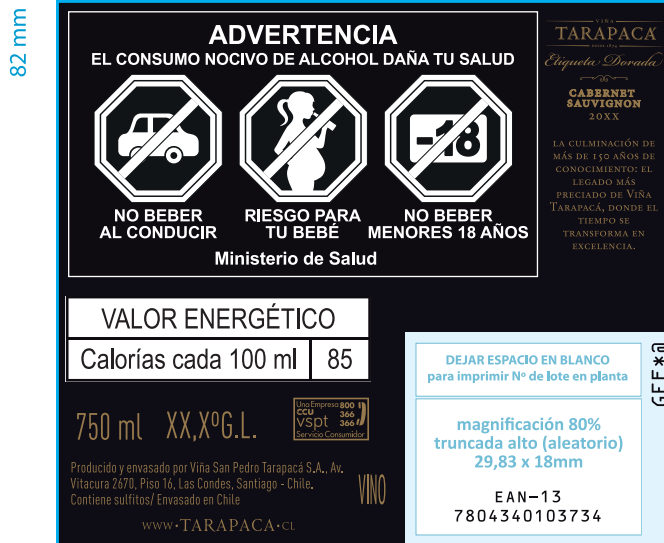 82 mm
ADVERTENCIA
EL CONSUMO NOCIVO DE ALCOHOL DAÑA TU SALUD
-18
NO BEBER
AL CONDUCIR
RIESGO PARA
TU BEBÉ
NO BEBER
MENORES 18 AÑOS
Ministerio de Salud
VIÑA
TARAPACÁ
Etiqueta Dorada
CABERNET
SAUVIGNON
20XX
LA CULMINACIÓN DE
MÁS DE 150 AÑOS DE
CONOCIMIENTO: EL
LEGADO MÁS
PRECIADO DE VIÑA
TARAPACÁ, DONDE EL
TIEMPO SE
TRANSFORMA EN
EXCELENCIA.
VALOR ENERGÉTICO
Calorías cada 100 ml 85
750 ml XX,XºG.L.
Una Empresa 800
CCU 366
vspt 366
Servicio Consumidor
Producido y envasado por Viña San Pedro Tarapacá S.A., Av.
Vitacura 2670, Piso 16, Las Condes, Santiago - Chile.
Contiene sulfitos/ Envasado en Chile
VINO
WWW·TARAPACA·CL
DEJAR ESPACIO EN BLANCO
para imprimir Nº de lote en planta
magnificación 80%
truncada alto (aleatorio)
29,83 x 18mm
EAN-13
7804340103734